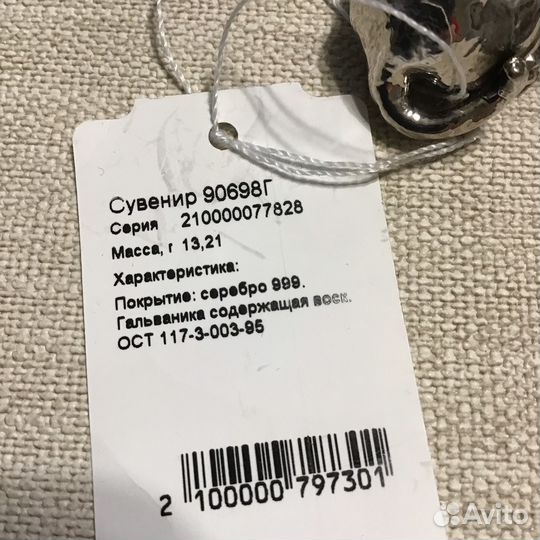 Сувенир 90698Г
Серия 210000077828
Масса, г 13,21
Характеристика:
Покрытие: серебро 999.
Гальваника содержащая воск.
ОСТ 117-3-003-95
2 100000 797301
Avito